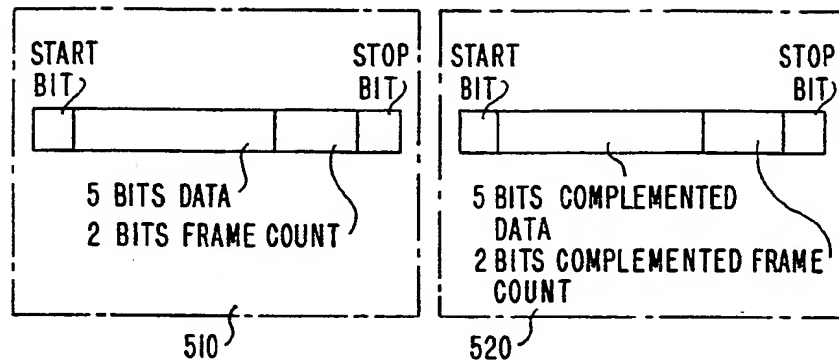 START
BIT
STOP
BIT
5 BITS DATA
2 BITS FRAME COUNT
510
START
BIT
STOP
BIT
5 BITS COMPLEMENTED
DATA
2 BITS COMPLEMENTED FRAME
COUNT
520